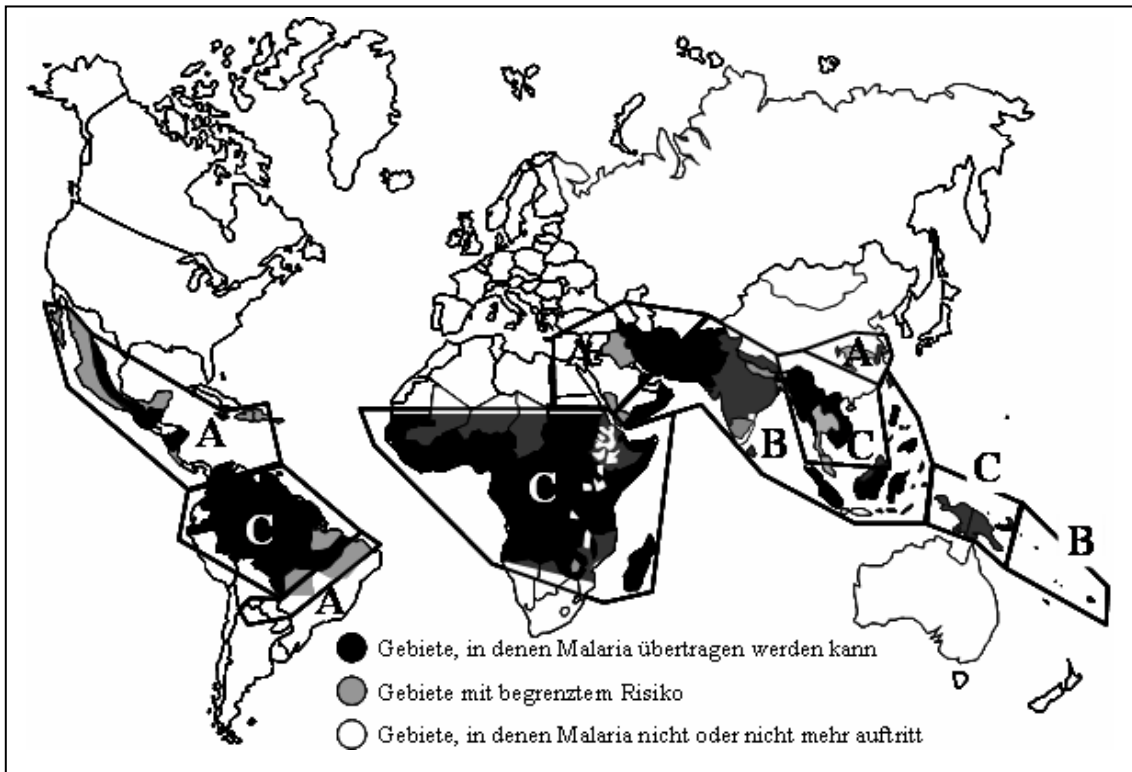 A
A
A
B
C
C
C
B
C
A
Gebiete, in denen Malaria übertragen werden kann
Gebiete mit begrenztem Risiko
Gebiete, in denen Malaria nicht oder nicht mehr auftritt